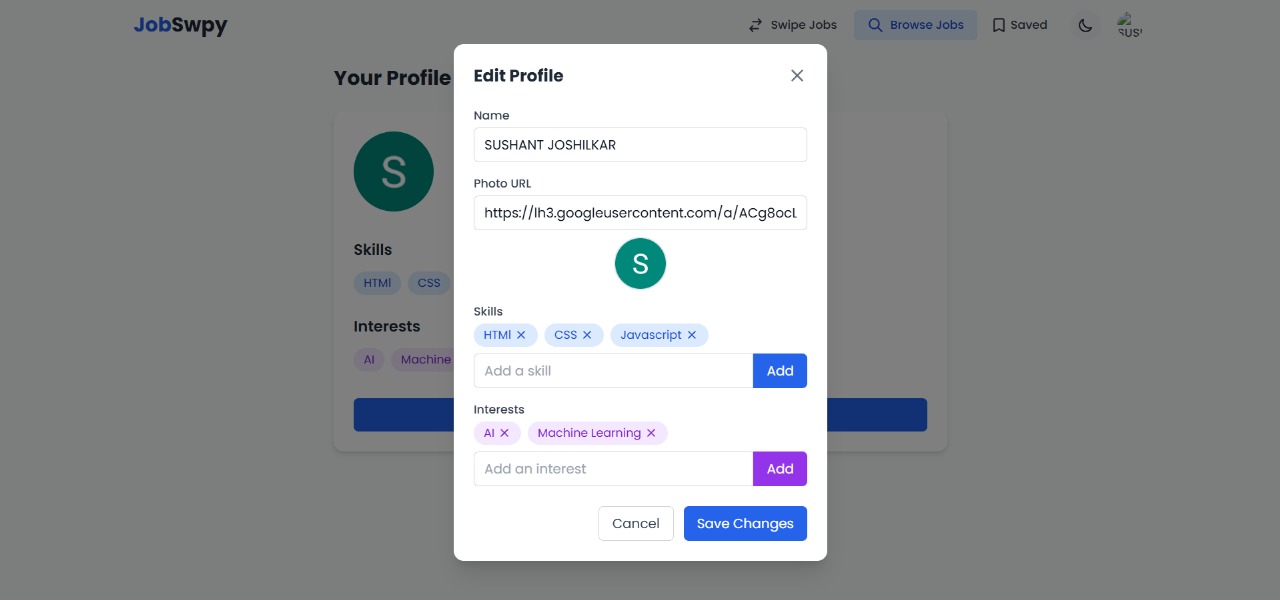 JobSwpy
Swipe Jobs
Browse Jobs
Saved
SUS
Your Profile
S
Skills
HTMl CSS
Interests
AI Machine
Edit Profile
Name
SUSHANT JOSHILKAR
Photo URL
https://lh3.googleusercontent.com/a/ACg8ocL
S
Skills
HTMl ✕ CSS ✕ Javascript ✕
Add a skill Add
Interests
AI ✕ Machine Learning ✕
Add an interest Add
Cancel Save Changes